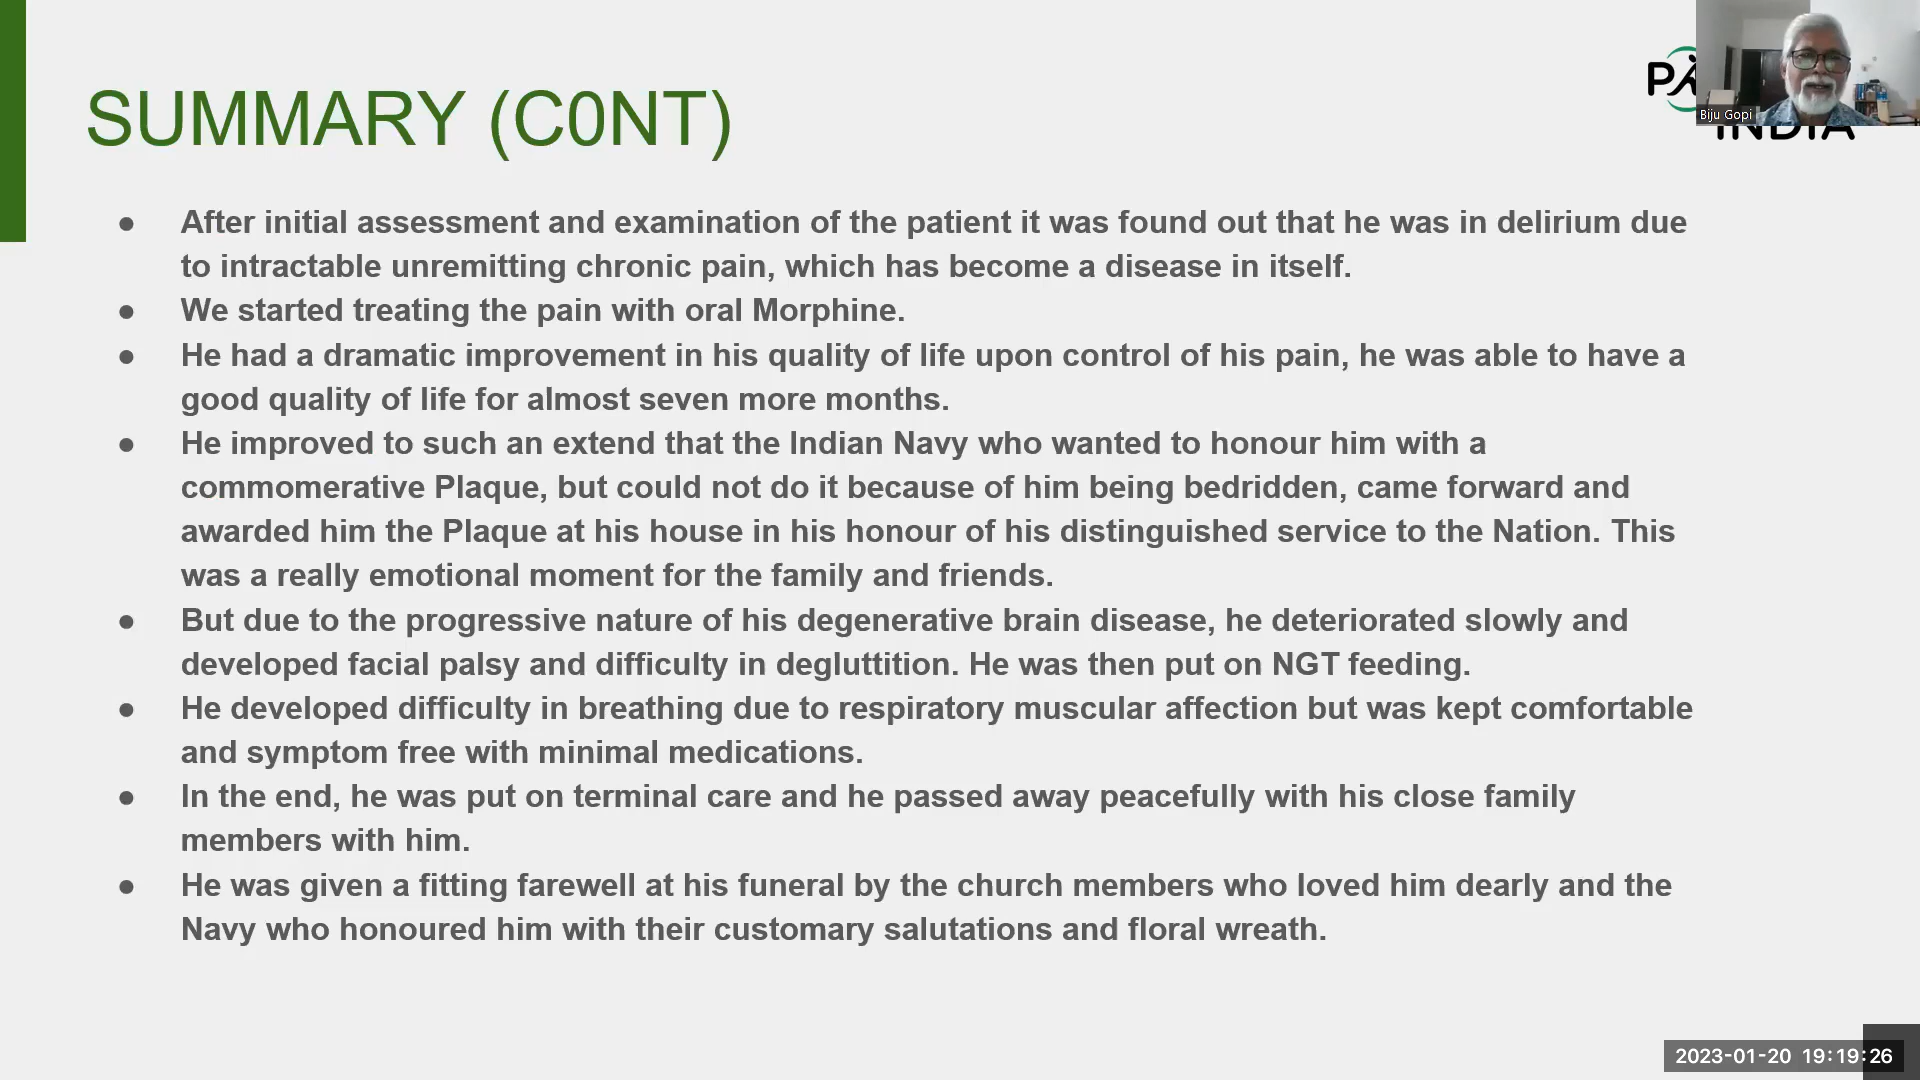 SUMMARY (C0NT)
PA
INDIA
Biju Gopi
● After initial assessment and examination of the patient it was found out that he was in delirium due
to intractable unremitting chronic pain, which has become a disease in itself.
● We started treating the pain with oral Morphine.
● He had a dramatic improvement in his quality of life upon control of his pain, he was able to have a
good quality of life for almost seven more months.
● He improved to such an extend that the Indian Navy who wanted to honour him with a
commomerative Plaque, but could not do it because of him being bedridden, came forward and
awarded him the Plaque at his house in his honour of his distinguished service to the Nation. This
was a really emotional moment for the family and friends.
● But due to the progressive nature of his degenerative brain disease, he deteriorated slowly and
developed facial palsy and difficulty in degluttition. He was then put on NGT feeding.
● He developed difficulty in breathing due to respiratory muscular affection but was kept comfortable
and symptom free with minimal medications.
● In the end, he was put on terminal care and he passed away peacefully with his close family
members with him.
● He was given a fitting farewell at his funeral by the church members who loved him dearly and the
Navy who honoured him with their customary salutations and floral wreath.
2023-01-20 19:19:26